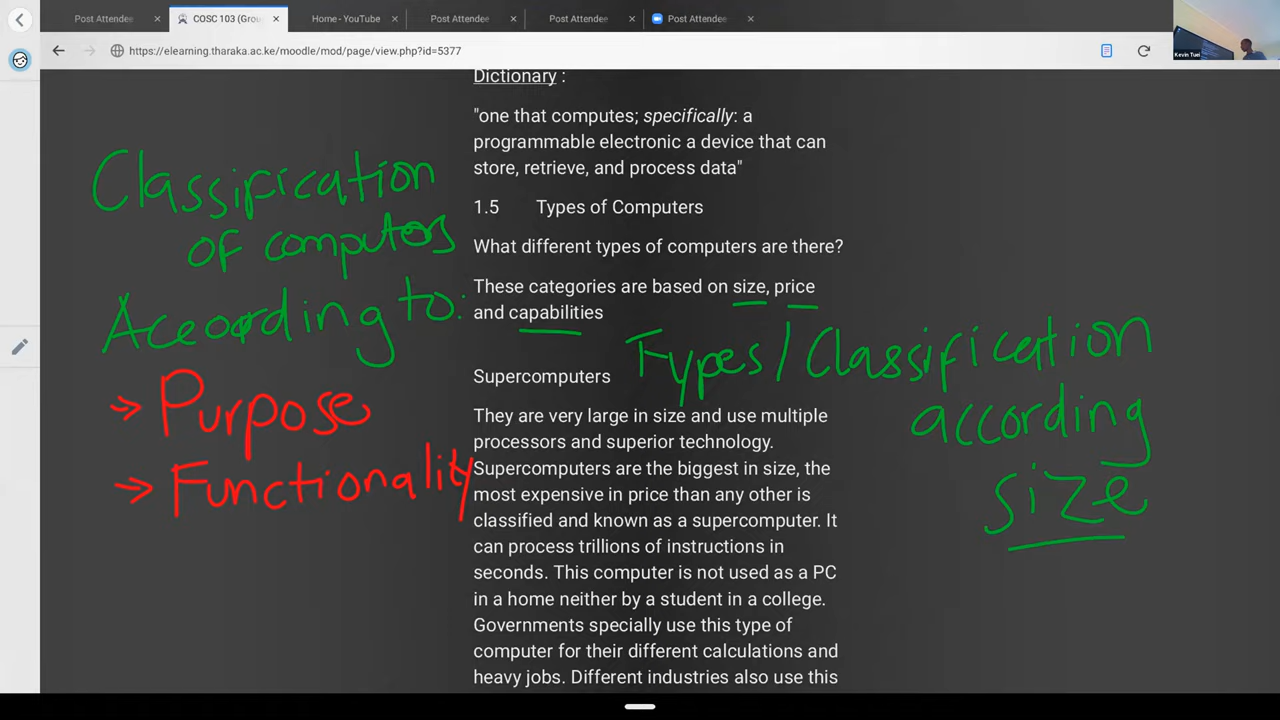 Post Attendee
COSC 103 (Grou
Home - YouTube
Post Attendee
Post Attendee
Post Attendee
https://elearning.tharaka.ac.ke/moodle/mod/page/view.php?id=5377
Kevin Tuei
Dictionary :
"one that computes; specifically: a
programmable electronic a device that can
store, retrieve, and process data"
1.5 Types of Computers
What different types of computers are there?
These categories are based on size, price
and capabilities
Supercomputers
They are very large in size and use multiple
processors and superior technology.
Supercomputers are the biggest in size, the
most expensive in price than any other is
classified and known as a supercomputer. It
can process trillions of instructions in
seconds. This computer is not used as a PC
in a home neither by a student in a college.
Governments specially use this type of
computer for their different calculations and
heavy jobs. Different industries also use this
Classification
of computers
According to:
→ Purpose
→ Functionality
Types / Classification
according
size